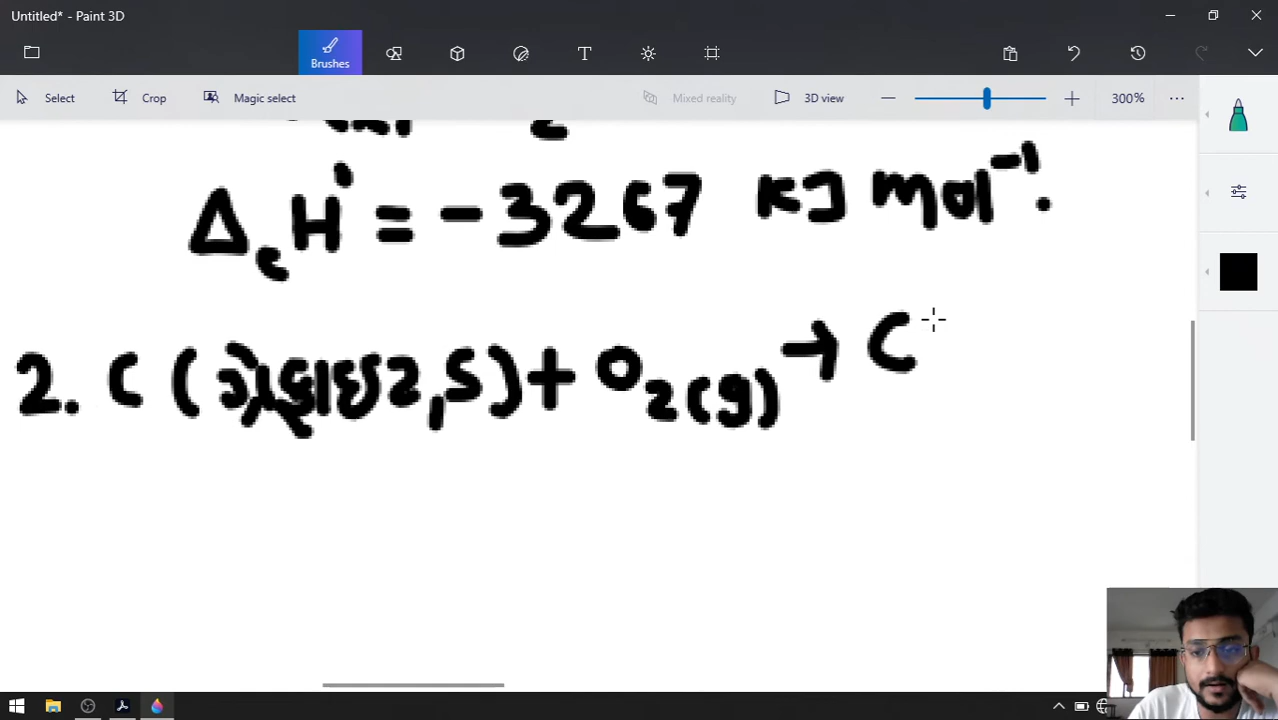 Untitled* - Paint 3D
Brushes
Select Crop Magic select Mixed reality 3D view 300%
ΔcH' = -3267 kJ mol⁻¹.
2. C (ગ્રેફાઇટ, s) + O₂(g) → C